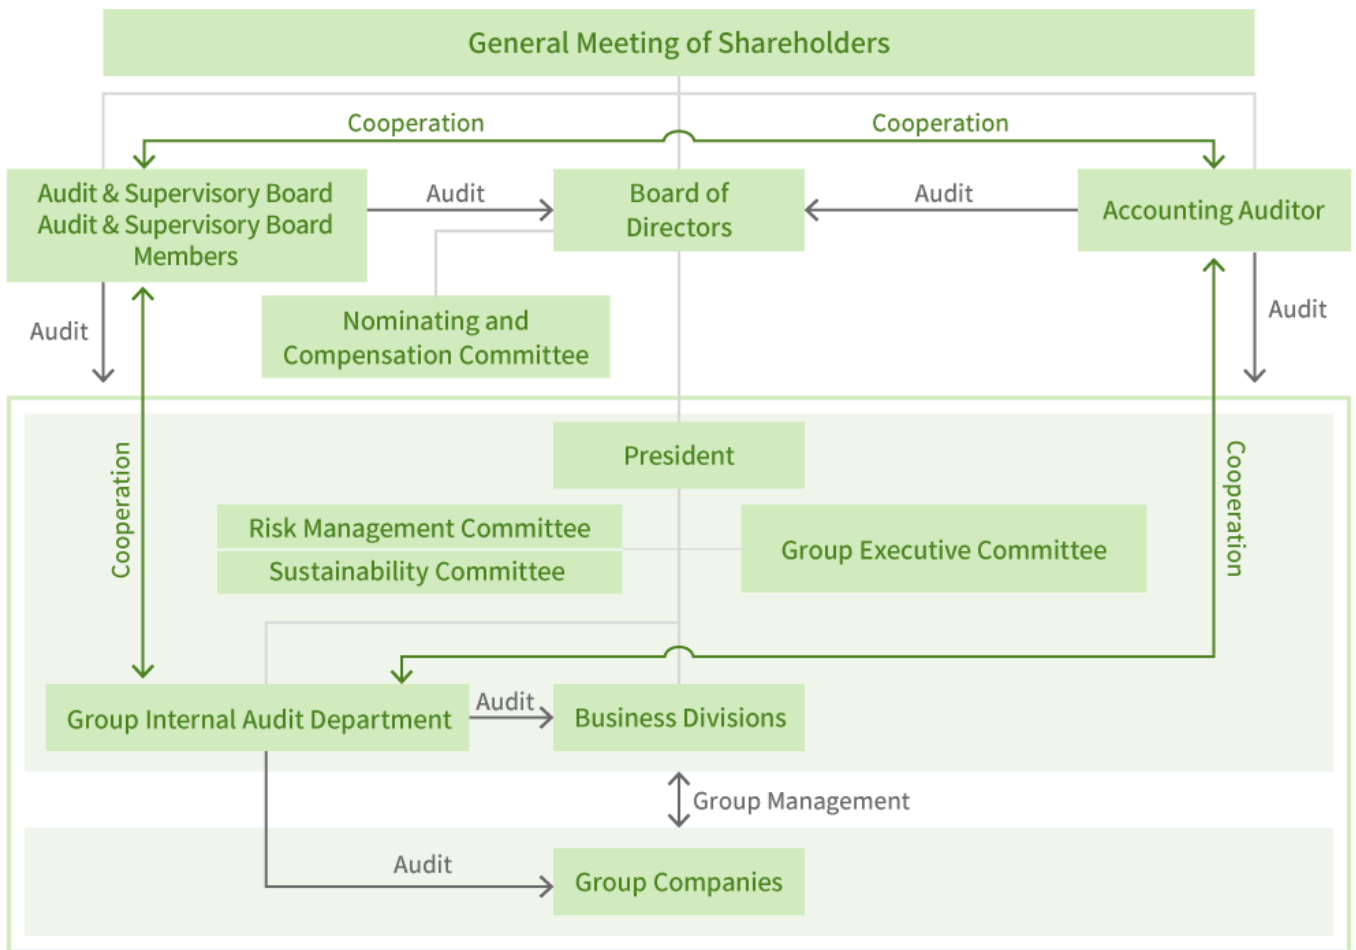 General Meeting of Shareholders
Cooperation
Cooperation
Audit & Supervisory Board
Audit & Supervisory Board
Members
Audit
Board of
Directors
Audit
Accounting Auditor
Audit
Nominating and
Compensation Committee
Audit
President
Cooperation
Risk Management Committee
Sustainability Committee
Group Executive Committee
Cooperation
Group Internal Audit Department
Audit
Business Divisions
Group Management
Audit
Group Companies